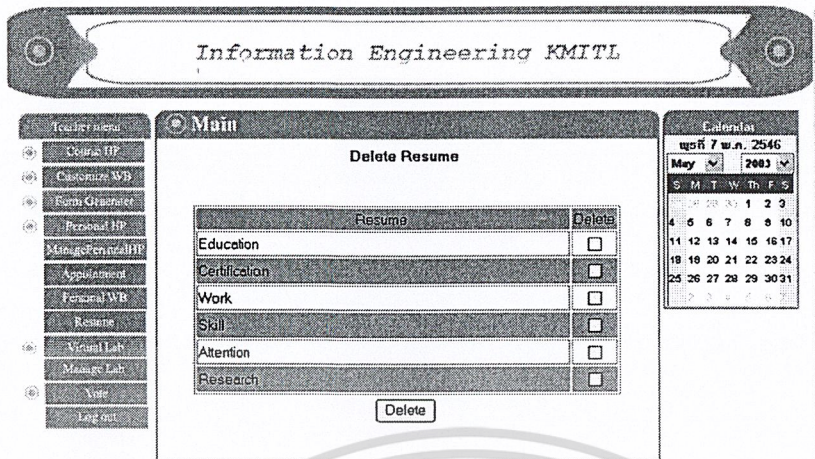 Information Engineering KMITL
Teacher menu
Course HP
Customize WB
Form Generater
Personal HP
ManagePersonalHP
Appointment
Personal WB
Resume
Virtual Lab
Manage Lab
Vote
Log out
Main
Delete Resume
Resume Delete
Education
Certification
Work
Skill
Attention
Research
Delete
Calendar
พุธที่ 7 พ.ค. 2546
May 2003
S M T W Th F S
1 2 3
4 5 6 7 8 9 10
11 12 13 14 15 16 17
18 19 20 21 22 23 24
25 26 27 28 29 30 31